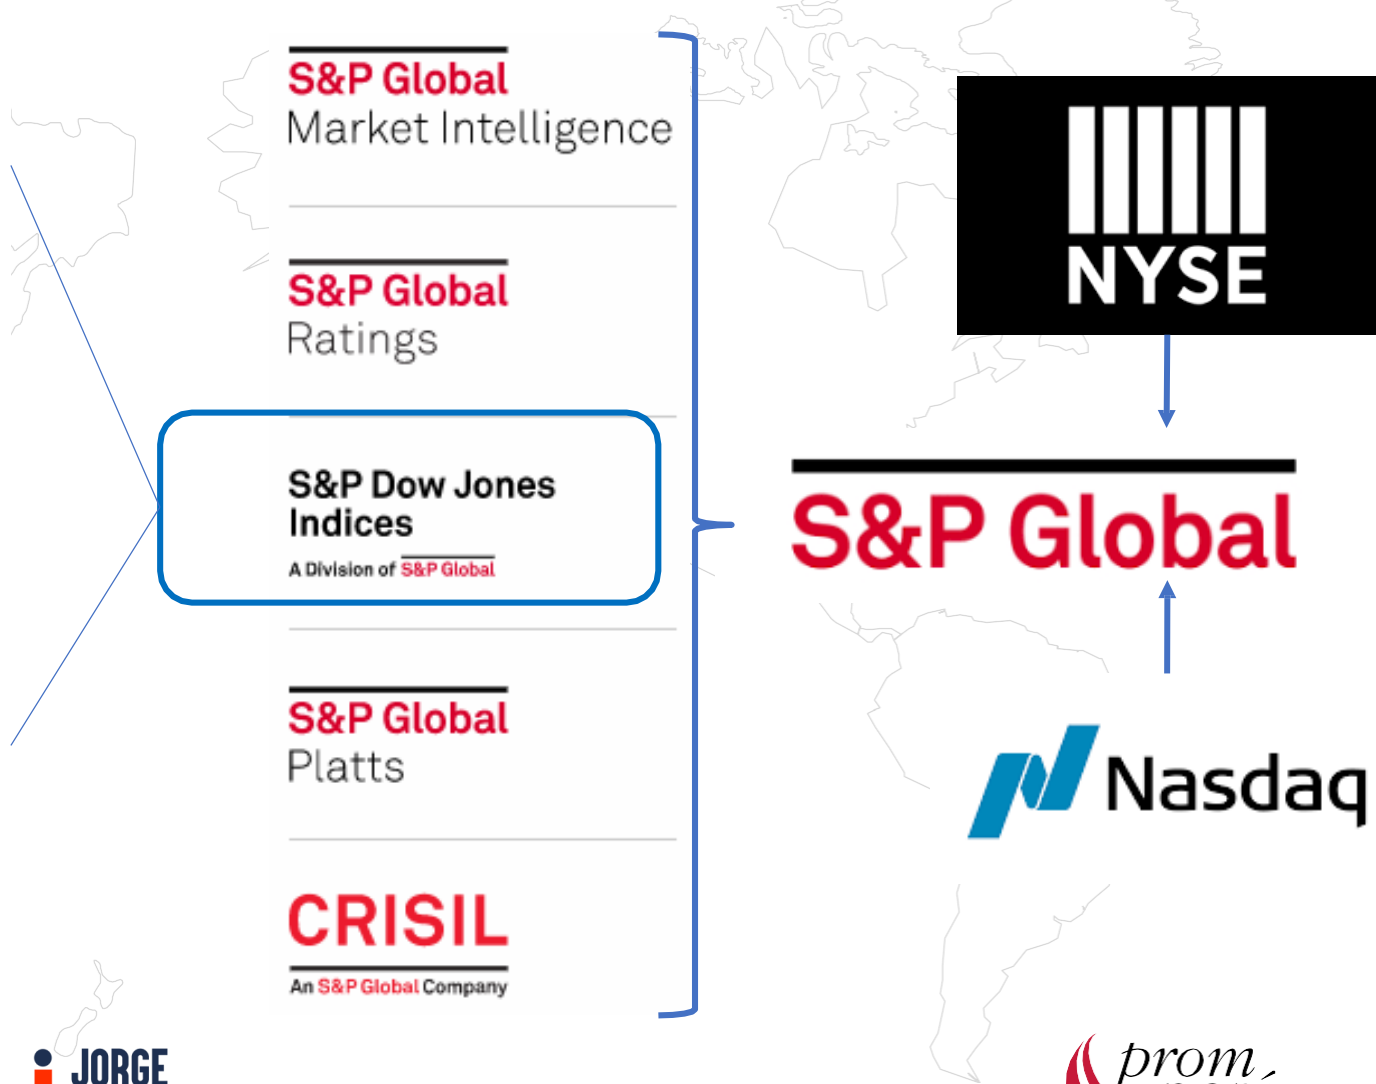 S&P Global
Market Intelligence
S&P Global
Ratings
S&P Dow Jones
Indices
A Division of S&P Global
S&P Global
Platts
CRISIL
An S&P Global Company
NYSE
S&P Global
Nasdaq
JORGE
prom